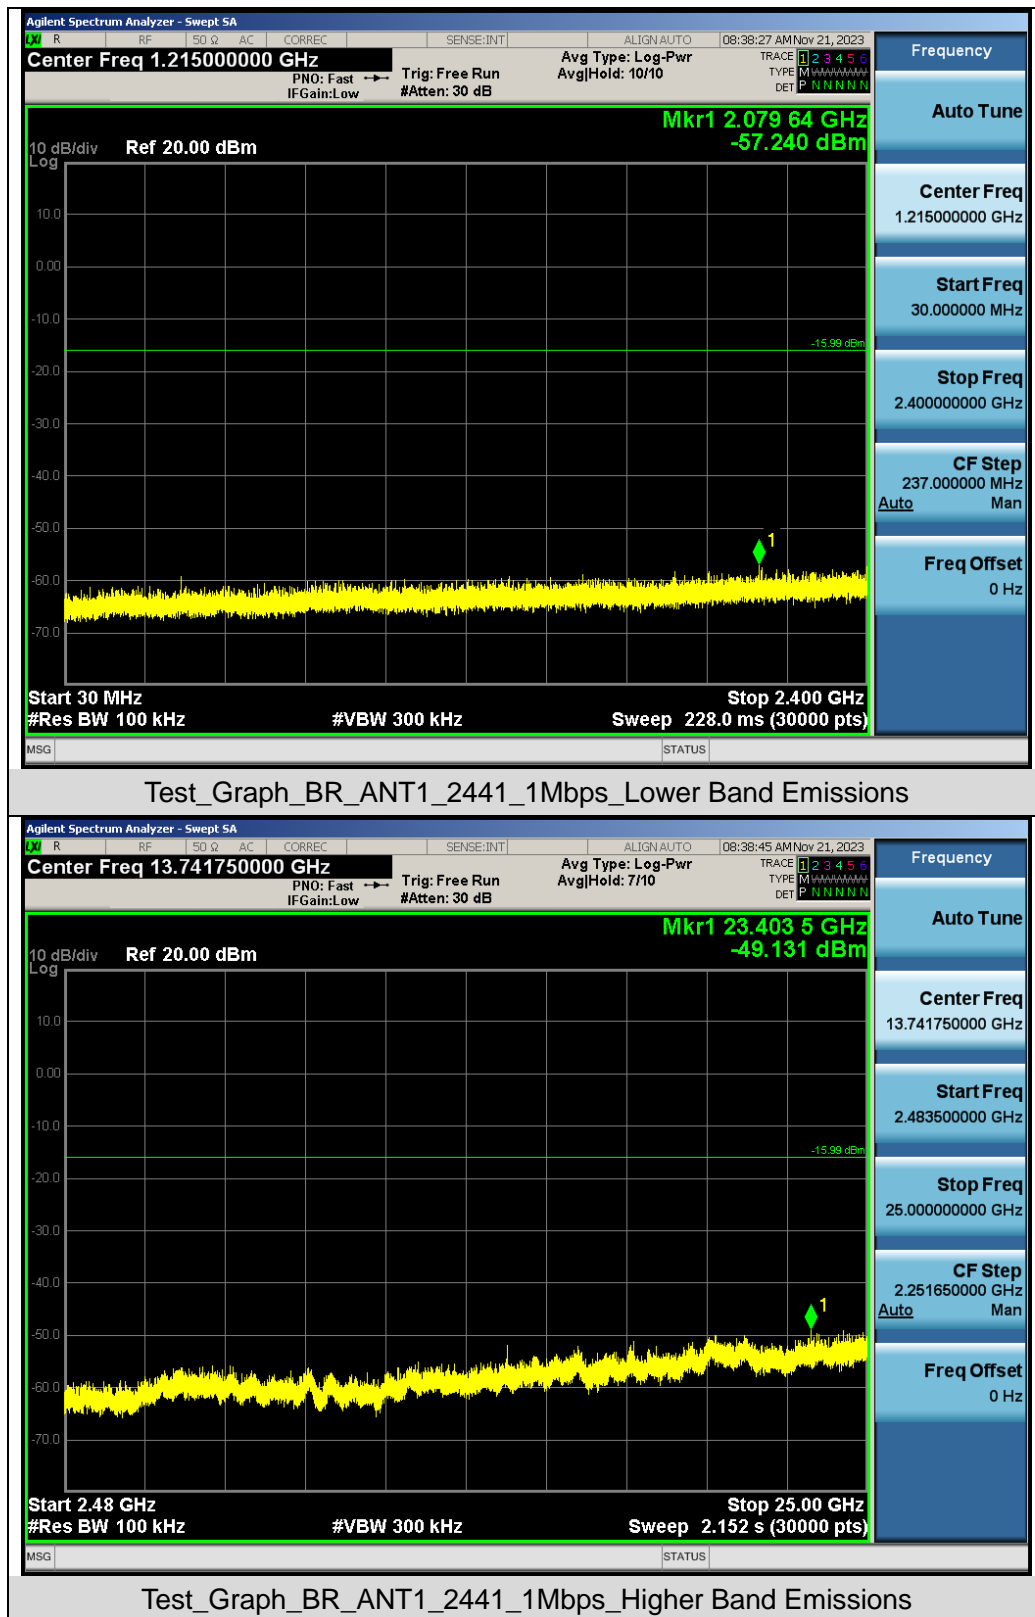 Agilent Spectrum Analyzer - Swept SA
LXI R RF 50 Ω AC CORREC SENSE:INT ALIGN AUTO 08:38:27 AM Nov 21, 2023
Center Freq 1.215000000 GHz
PNO: Fast
IFGain:Low
Trig: Free Run
#Atten: 30 dB
Avg Type: Log-Pwr
Avg|Hold: 10/10
TRACE 1 2 3 4 5 6
TYPE M WWWWW
DET P N N N N N
Mkr1 2.079 64 GHz
-57.240 dBm
10 dB/div Ref 20.00 dBm
Log
10.0
0.00
-10.0
-15.99 dBm
-20.0
-30.0
-40.0
-50.0
1
-60.0
-70.0
Start 30 MHz Stop 2.400 GHz
#Res BW 100 kHz #VBW 300 kHz Sweep 228.0 ms (30000 pts)
MSG STATUS
Frequency
Auto Tune
Center Freq
1.215000000 GHz
Start Freq
30.000000 MHz
Stop Freq
2.400000000 GHz
CF Step
237.000000 MHz
Auto Man
Freq Offset
0 Hz
Test_Graph_BR_ANT1_2441_1Mbps_Lower Band Emissions
Agilent Spectrum Analyzer - Swept SA
LXI R RF 50 Ω AC CORREC SENSE:INT ALIGN AUTO 08:38:45 AM Nov 21, 2023
Center Freq 13.741750000 GHz
PNO: Fast
IFGain:Low
Trig: Free Run
#Atten: 30 dB
Avg Type: Log-Pwr
Avg|Hold: 7/10
TRACE 1 2 3 4 5 6
TYPE M WWWWW
DET P N N N N N
Mkr1 23.403 5 GHz
-49.131 dBm
10 dB/div Ref 20.00 dBm
Log
10.0
0.00
-10.0
-15.99 dBm
-20.0
-30.0
-40.0
1
-50.0
-60.0
-70.0
Start 2.48 GHz Stop 25.00 GHz
#Res BW 100 kHz #VBW 300 kHz Sweep 2.152 s (30000 pts)
MSG STATUS
Frequency
Auto Tune
Center Freq
13.741750000 GHz
Start Freq
2.483500000 GHz
Stop Freq
25.000000000 GHz
CF Step
2.251650000 GHz
Auto Man
Freq Offset
0 Hz
Test_Graph_BR_ANT1_2441_1Mbps_Higher Band Emissions